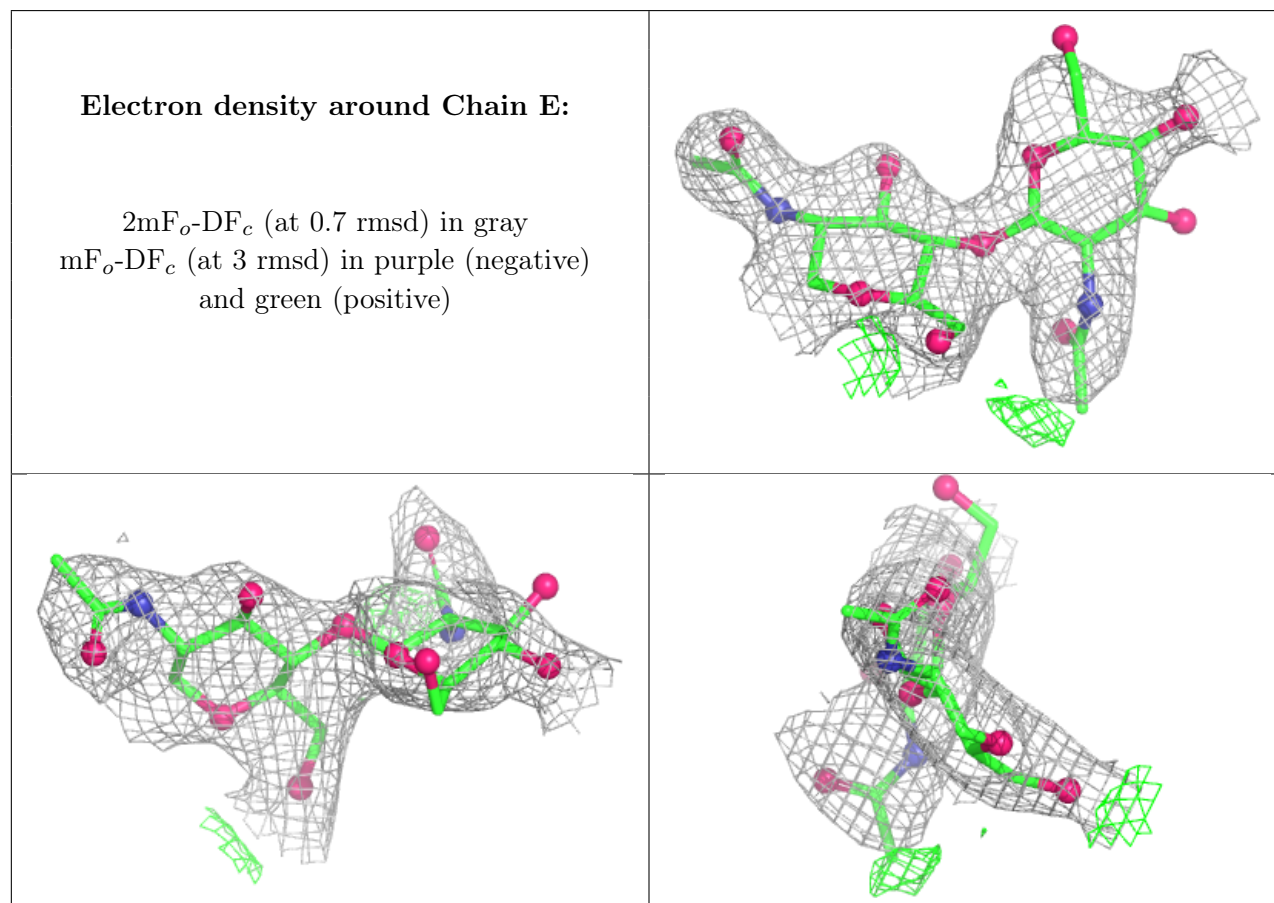 Electron density around Chain E:
2mFo-DFc (at 0.7 rmsd) in gray
mFo-DFc (at 3 rmsd) in purple (negative)
and green (positive)